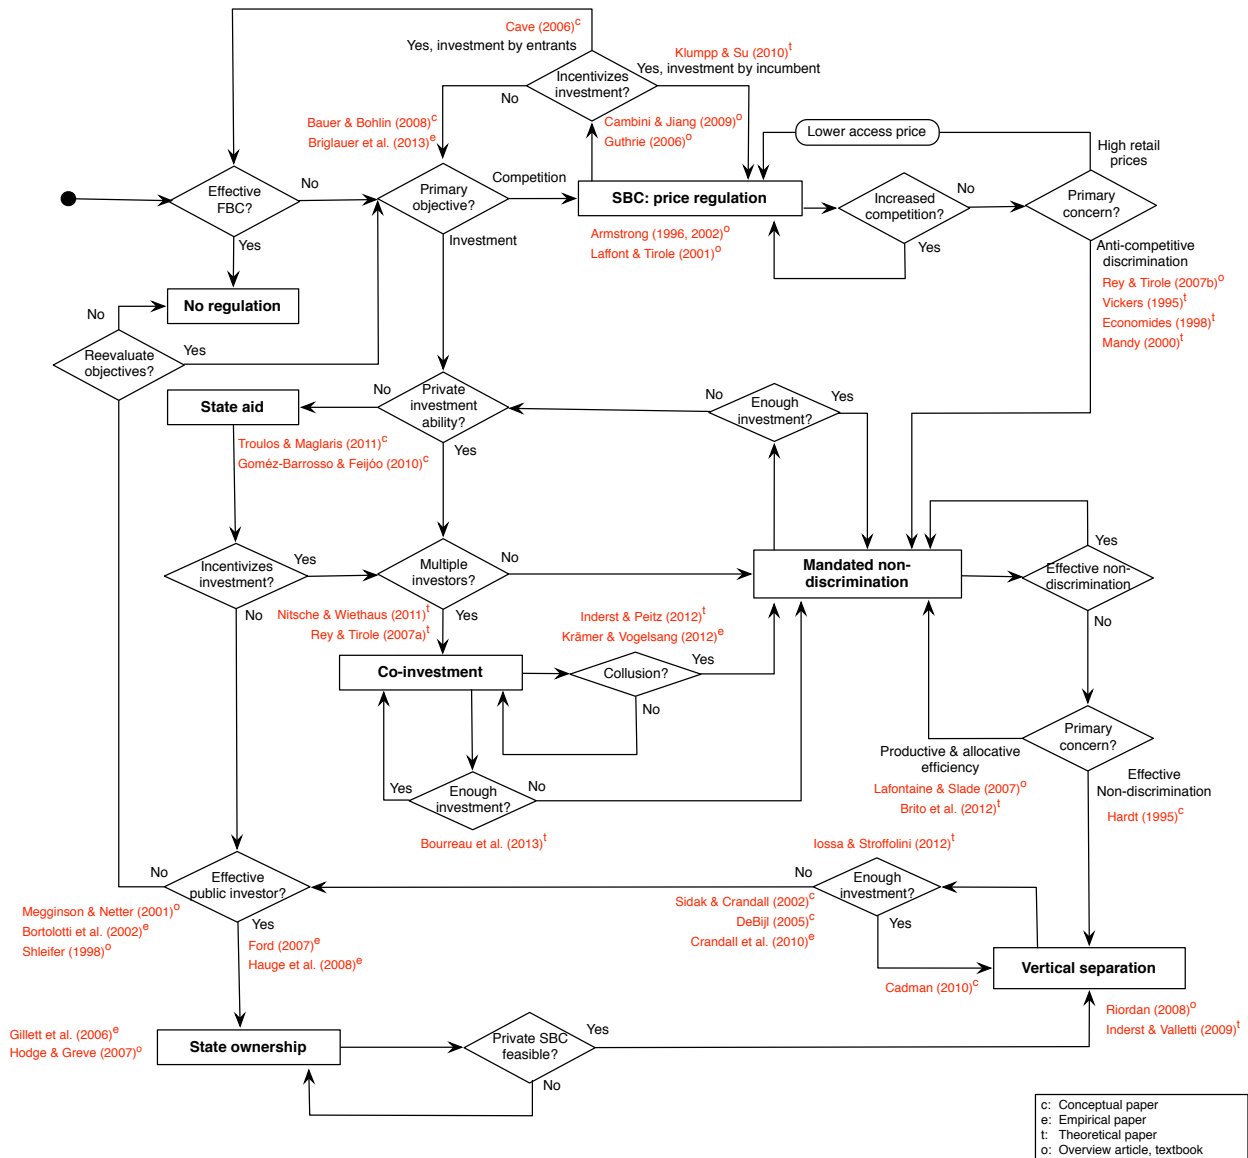 Cave (2006)c
Yes, investment by entrants
Klumpp & Su (2010)t
Yes, investment by incumbent
Incentivizes
investment?
No
Bauer & Bohlin (2008)c
Briglauer et al. (2013)e
Cambini & Jiang (2009)o
Guthrie (2006)o
Lower access price
High retail
prices
Effective
FBC?
No
Yes
Primary
objective?
Competition
Investment
SBC: price regulation
Armstrong (1996, 2002)o
Laffont & Tirole (2001)o
Increased
competition?
No
Yes
Primary
concern?
Anti-competitive
discrimination
Rey & Tirole (2007b)o
Vickers (1995)t
Economides (1998)t
Mandy (2000)t
No regulation
No
Reevaluate
objectives?
Yes
State aid
No
Private
investment
ability?
Yes
No
Enough
investment?
Yes
Troulos & Maglaris (2011)c
Goméz-Barrosso & Feijóo (2010)c
Incentivizes
investment?
Yes
No
Multiple
investors?
No
Yes
Mandated non-
discrimination
Yes
Effective non-
discrimination
No
Nitsche & Wiethaus (2011)t
Rey & Tirole (2007a)t
Inderst & Peitz (2012)t
Krämer & Vogelsang (2012)e
Co-investment
Collusion?
Yes
No
Yes
Enough
investment?
No
Bourreau et al. (2013)t
Primary
concern?
Productive & allocative
efficiency
Lafontaine & Slade (2007)o
Brito et al. (2012)t
Effective
Non-discrimination
Hardt (1995)c
Iossa & Stroffolini (2012)t
No
Enough
investment?
Yes
Sidak & Crandall (2002)c
DeBijl (2005)c
Crandall et al. (2010)e
Cadman (2010)c
Vertical separation
Riordan (2008)o
Inderst & Valletti (2009)t
No
Effective
public investor?
Yes
Megginson & Netter (2001)o
Bortolotti et al. (2002)e
Shleifer (1998)o
Ford (2007)e
Hauge et al. (2008)e
Gillett et al. (2006)e
Hodge & Greve (2007)o
State ownership
Private SBC
feasible?
Yes
No
c: Conceptual paper
e: Empirical paper
t: Theoretical paper
o: Overview article, textbook